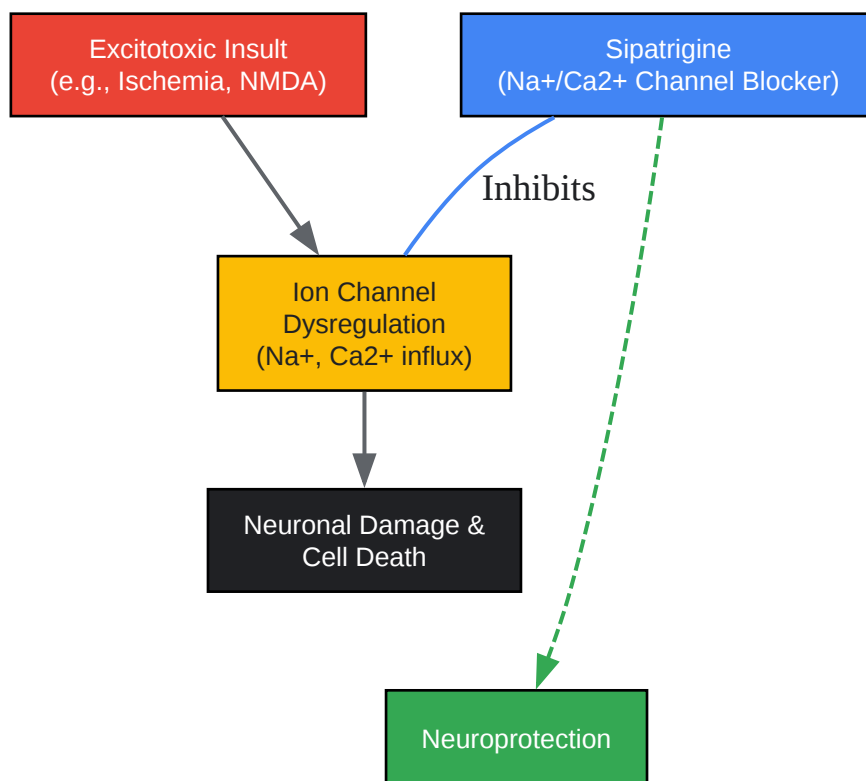 Excitotoxic Insult
(e.g., Ischemia, NMDA)
Sipatrigine
(Na+/Ca2+ Channel Blocker)
Inhibits
Ion Channel
Dysregulation
(Na+, Ca2+ influx)
Neuronal Damage &
Cell Death
Neuroprotection